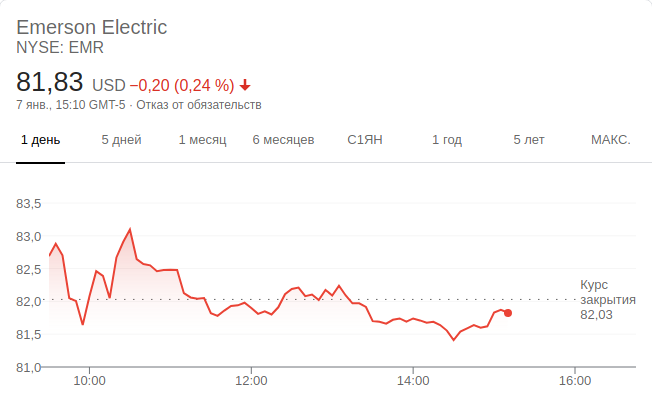 Emerson Electric
NYSE: EMR
81,83 USD −0,20 (0,24 %)
7 янв., 15:10 GMT-5 · Отказ от обязательств
1 день 5 дней 1 месяц 6 месяцев С1ЯН 1 год 5 лет МАКС.
83,5
83,0
82,5
Курс
82,0 закрытия
82,03
81,5
81,0
10:00 12:00 14:00 16:00